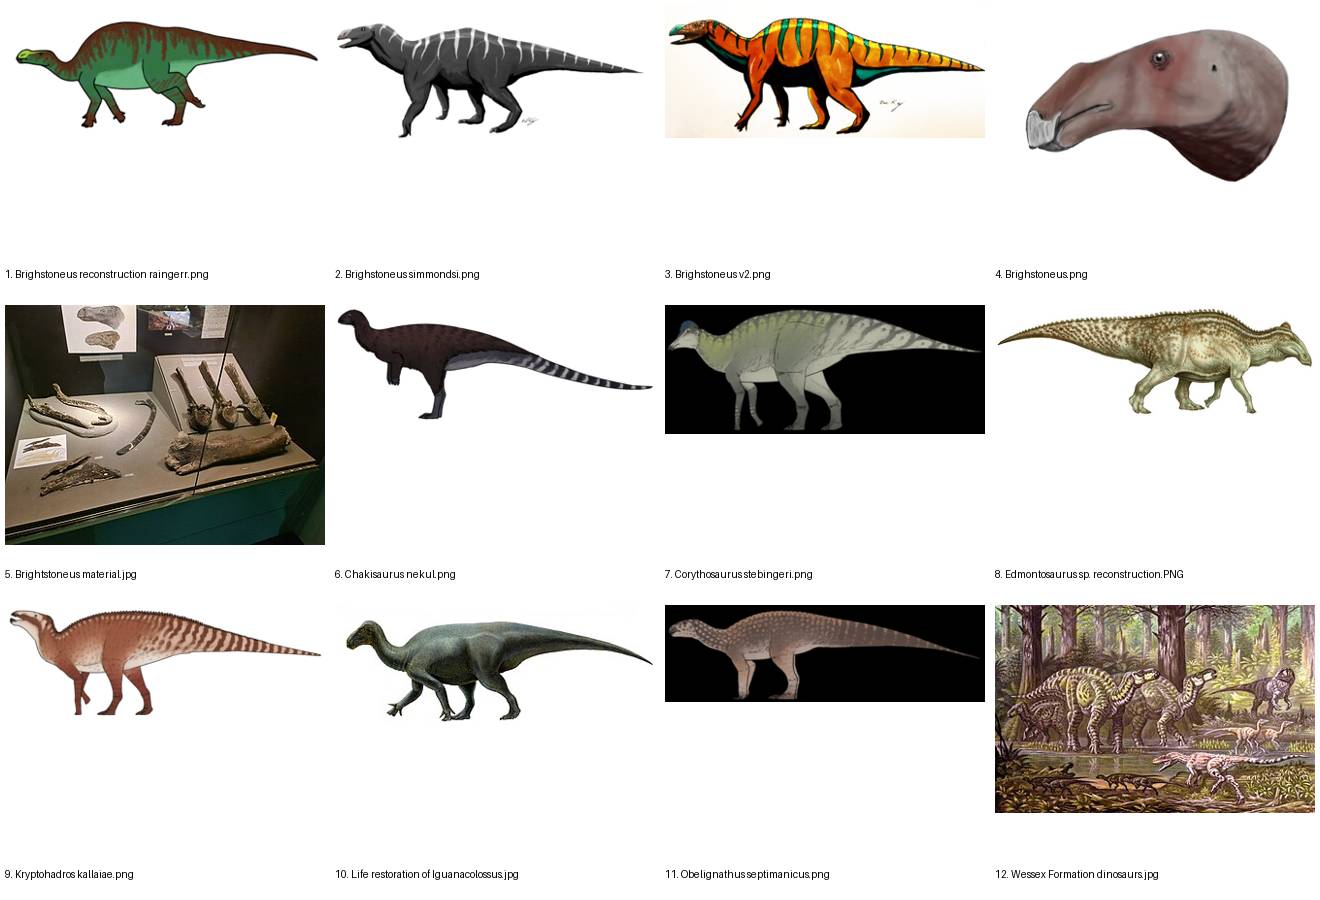 1. Brighstoneus reconstruction raingerr.png
2. Brighstoneus simmondsi.png
3. Brighstoneus v2.png
4. Brighstoneus.png
5. Brightstoneus material.jpg
6. Chakisaurus nekul.png
7. Corythosaurus stebingeri.png
8. Edmontosaurus sp. reconstruction.PNG
9. Kryptohadros kallaiae.png
10. Life restoration of Iguanacolossus.jpg
11. Obelignathus septimanicus.png
12. Wessex Formation dinosaurs.jpg